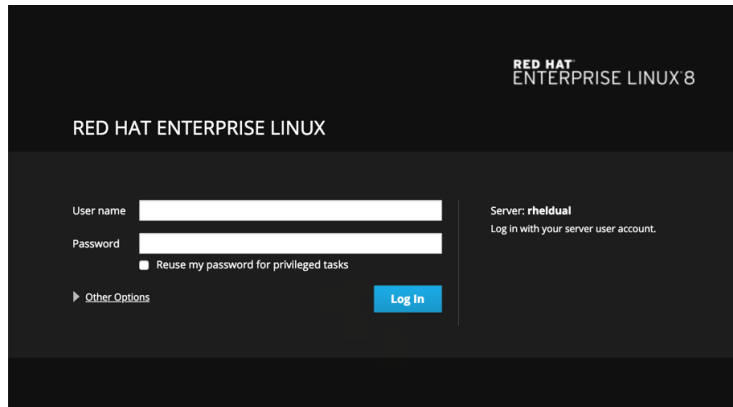 RED HAT
ENTERPRISE LINUX 8
RED HAT ENTERPRISE LINUX
User name
Password
Reuse my password for privileged tasks
Other Options
Log In
Server: rheldual
Log in with your server user account.